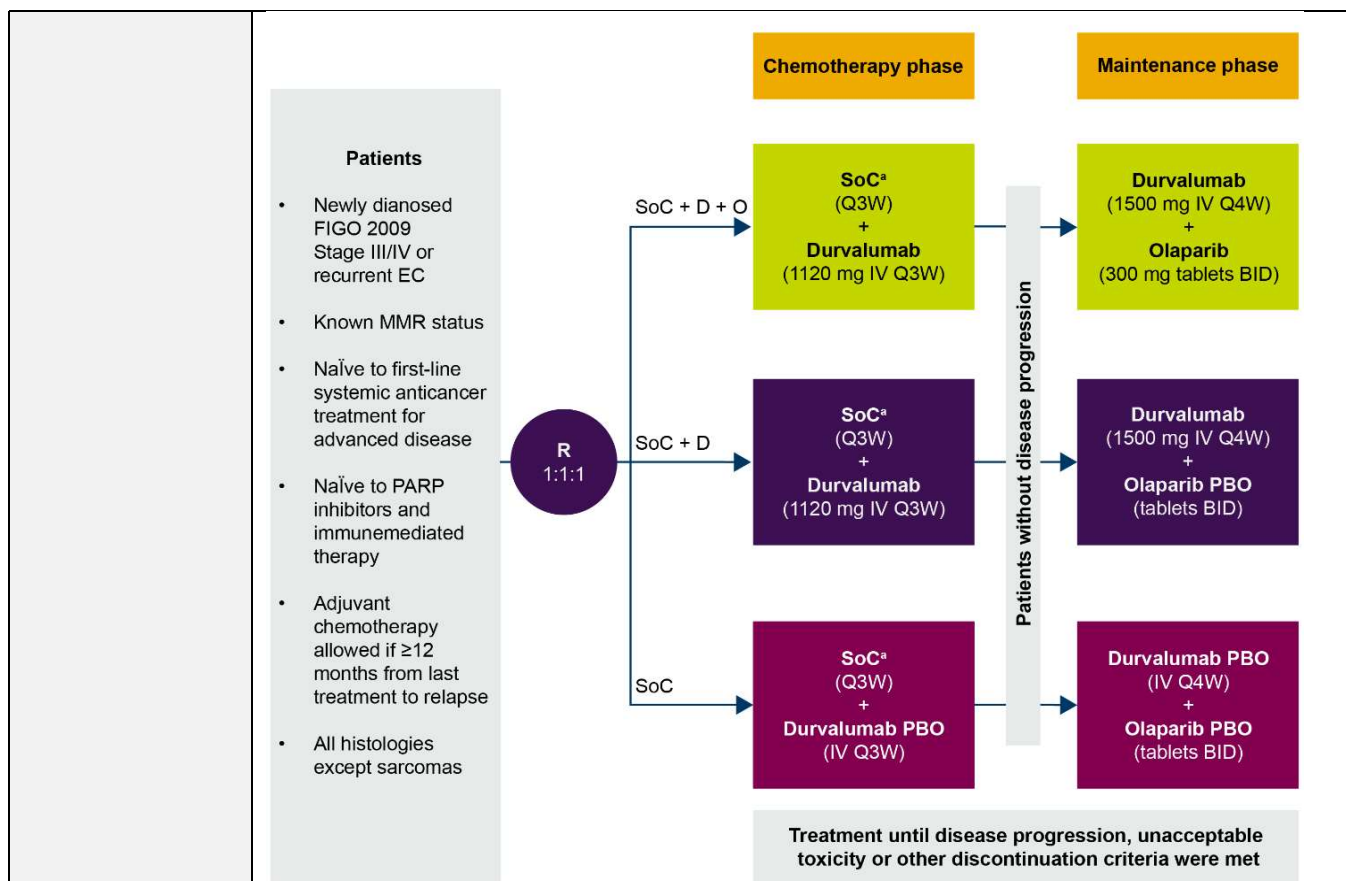 Chemotherapy phase
Maintenance phase
Patients
• Newly dianosed
FIGO 2009
Stage III/IV or
recurrent EC
• Known MMR status
• NaÏve to first-line
systemic anticancer
treatment for
advanced disease
• NaÏve to PARP
inhibitors and
immunemediated
therapy
• Adjuvant
chemotherapy
allowed if ≥12
months from last
treatment to relapse
• All histologies
except sarcomas
R
1:1:1
SoC + D + O
SoCᵃ
(Q3W)
+
Durvalumab
(1120 mg IV Q3W)
Durvalumab
(1500 mg IV Q4W)
+
Olaparib
(300 mg tablets BID)
SoC + D
SoCᵃ
(Q3W)
+
Durvalumab
(1120 mg IV Q3W)
Durvalumab
(1500 mg IV Q4W)
+
Olaparib PBO
(tablets BID)
SoC
SoCᵃ
(Q3W)
+
Durvalumab PBO
(IV Q3W)
Durvalumab PBO
(IV Q4W)
+
Olaparib PBO
(tablets BID)
Patients without disease progression
Treatment until disease progression, unacceptable
toxicity or other discontinuation criteria were met